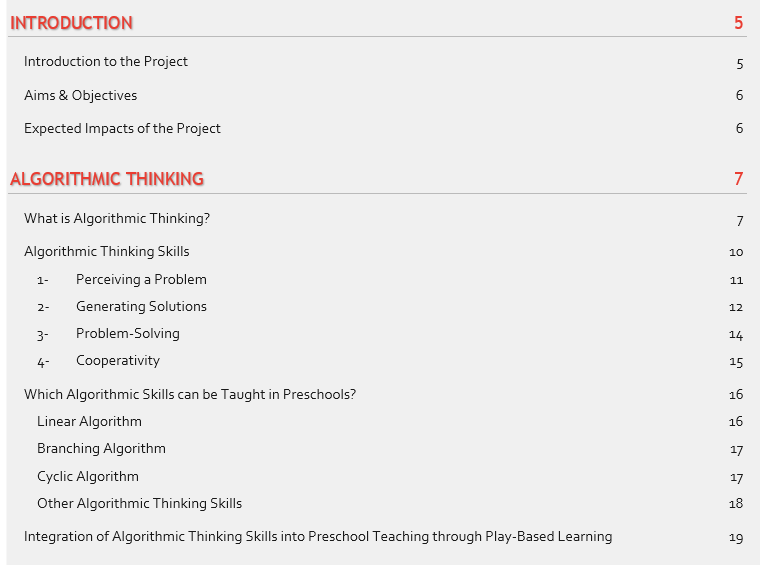 INTRODUCTION 5
Introduction to the Project 5
Aims & Objectives 6
Expected Impacts of the Project 6
ALGORITHMIC THINKING 7
What is Algorithmic Thinking? 7
Algorithmic Thinking Skills 10
1- Perceiving a Problem 11
2- Generating Solutions 12
3- Problem-Solving 14
4- Cooperativity 15
Which Algorithmic Skills can be Taught in Preschools? 16
Linear Algorithm 16
Branching Algorithm 17
Cyclic Algorithm 17
Other Algorithmic Thinking Skills 18
Integration of Algorithmic Thinking Skills into Preschool Teaching through Play-Based Learning 19